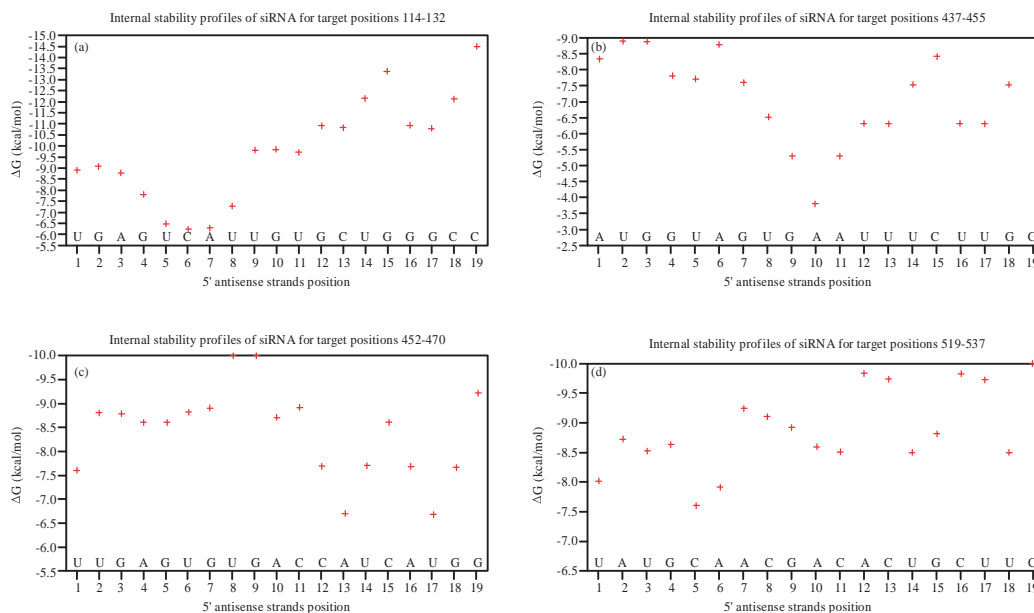 Internal stability profiles of siRNA for target positions 114-132
(a)
ΔG (kcal/mol)
-15.0
-14.5
-14.0
-13.5
-13.0
-12.5
-12.0
-11.5
-11.0
-10.5
-10.0
-9.5
-9.0
-8.5
-8.0
-7.5
-7.0
-6.5
-6.0
-5.5
U G A G U C A U U G U G C U G G G C C
1 2 3 4 5 6 7 8 9 10 11 12 13 14 15 16 17 18 19
5' antisense strands position
Internal stability profiles of siRNA for target positions 437-455
(b)
ΔG (kcal/mol)
-9.0
-8.5
-8.0
-7.5
-7.0
-6.5
-6.0
-5.5
-5.0
-4.5
-4.0
-3.5
-3.0
-2.5
A U G G U A G U G A A U U U C U U G G
1 2 3 4 5 6 7 8 9 10 11 12 13 14 15 16 17 18 19
5' antisense strands position
Internal stability profiles of siRNA for target positions 452-470
(c)
ΔG (kcal/mol)
-10.0
-9.5
-9.0
-8.5
-8.0
-7.5
-7.0
-6.5
-6.0
-5.5
U U G A G U G U G A C C A U C A U G G
1 2 3 4 5 6 7 8 9 10 11 12 13 14 15 16 17 18 19
5' antisense strands position
Internal stability profiles of siRNA for target positions 519-537
(d)
ΔG (kcal/mol)
-10.0
-9.5
-9.0
-8.5
-8.0
-7.5
-7.0
-6.5
U A U G C A A C G A C A C U G C U U C
1 2 3 4 5 6 7 8 9 10 11 12 13 14 15 16 17 18 19
5' antisense strands position